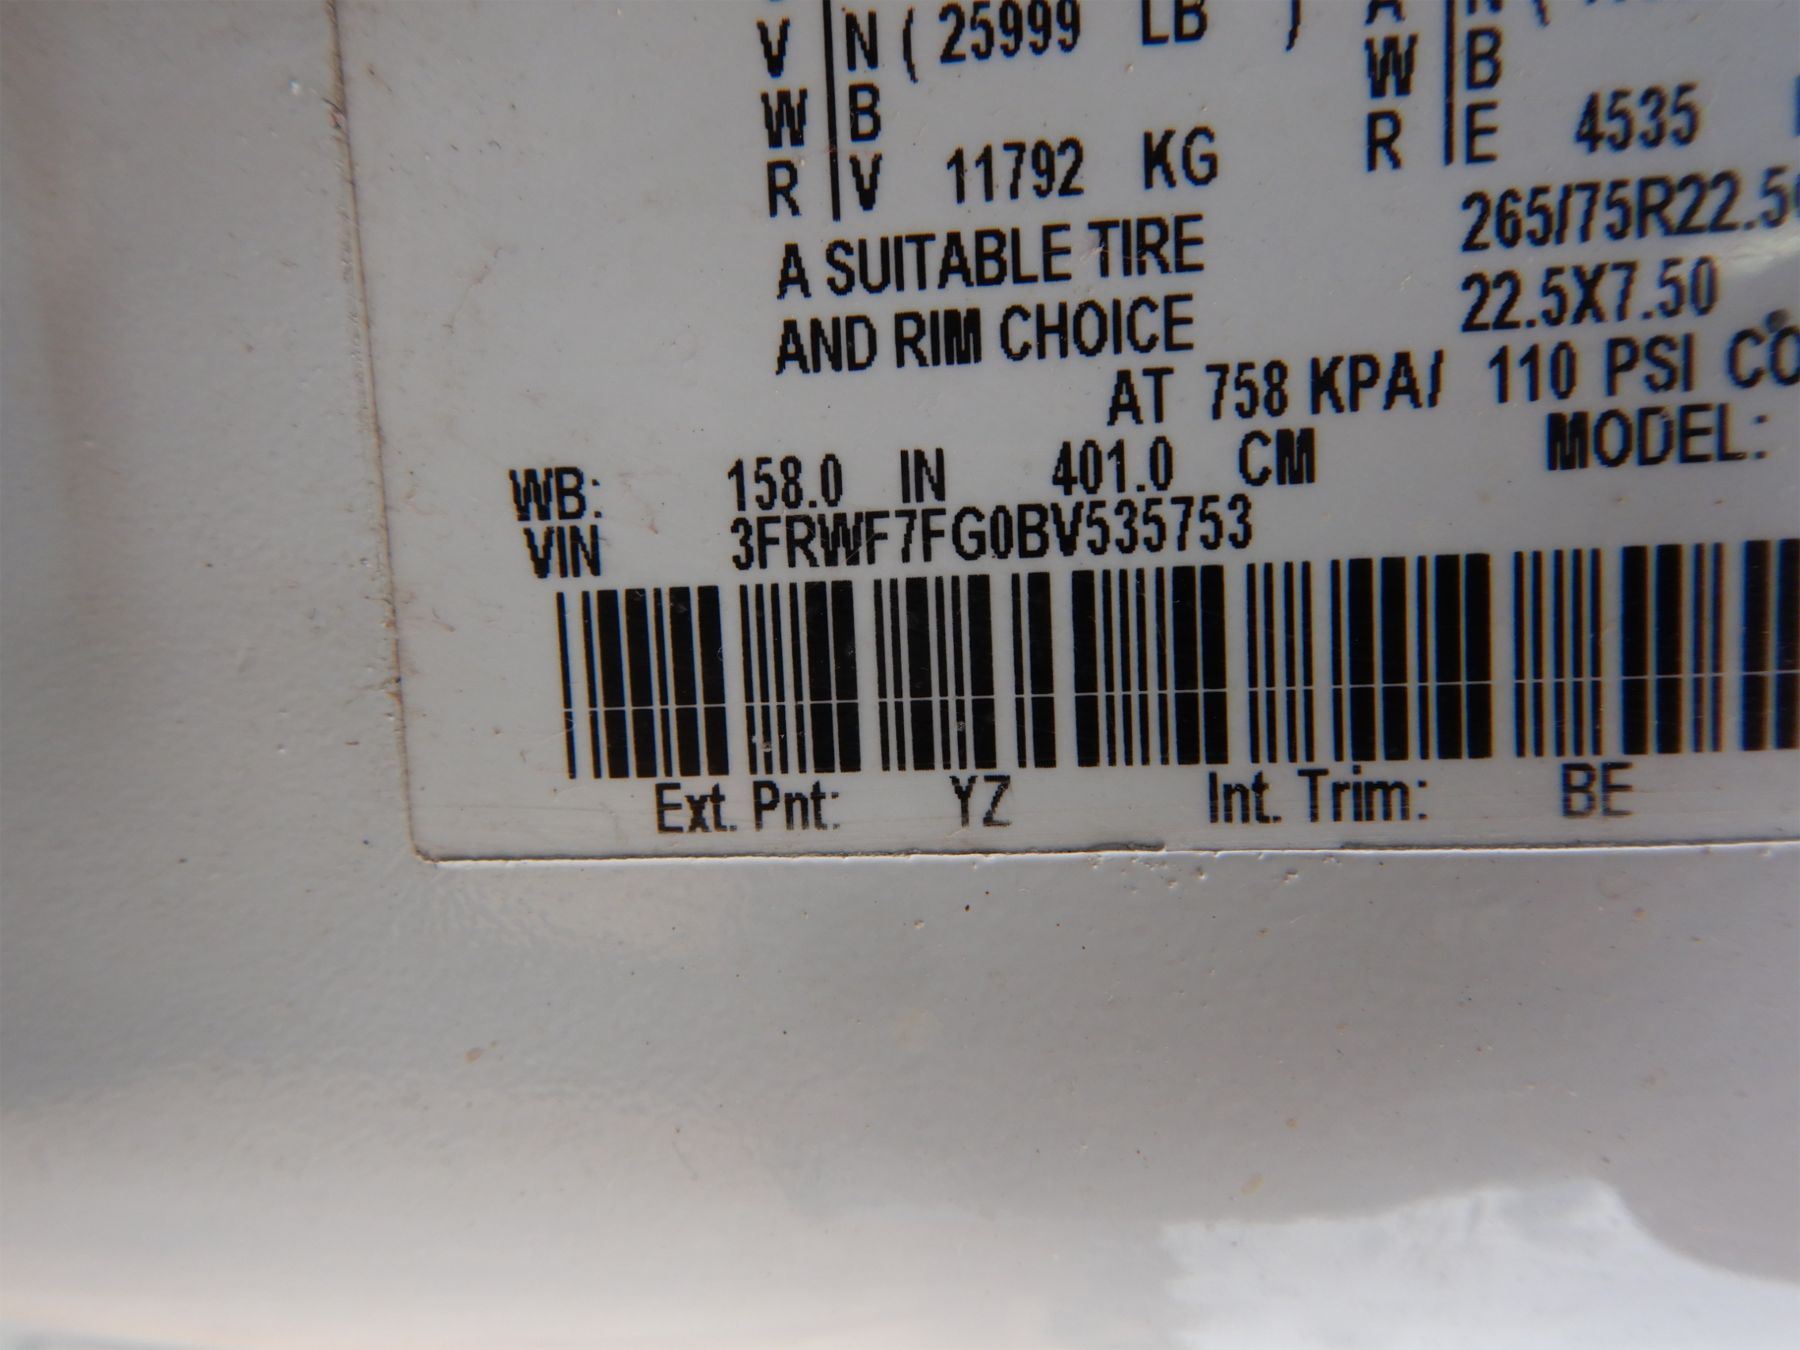 V N ( 25999 LB ) A N (
W B W B
R V 11792 KG R E 4535
A SUITABLE TIRE 265/75R22.5
AND RIM CHOICE 22.5X7.50
AT 758 KPA/ 110 PSI CO
WB: 158.0 IN 401.0 CM MODEL:
VIN 3FRWF7FG0BV535753
Ext. Pnt: YZ Int. Trim: BE